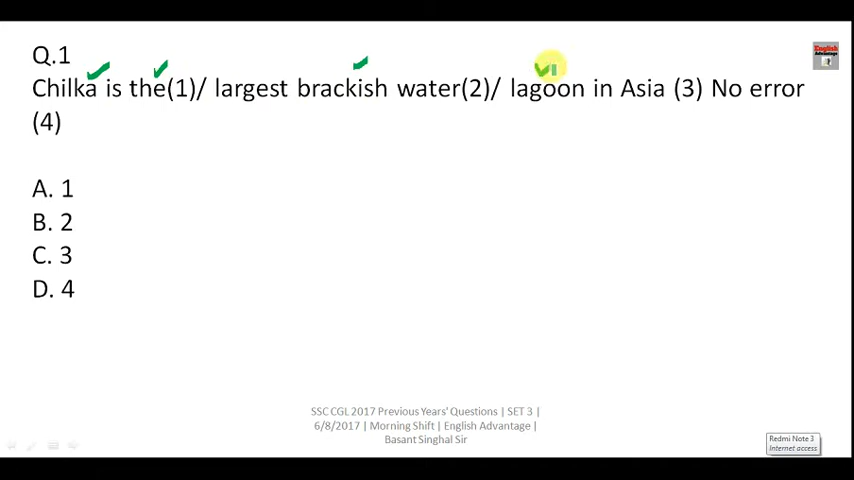 Q.1
Chilka is the(1)/ largest brackish water(2)/ lagoon in Asia (3) No error
(4)
A. 1
B. 2
C. 3
D. 4
SSC CGL 2017 Previous Years' Questions | SET 3 |
6/8/2017 | Morning Shift | English Advantage |
Basant Singhal Sir
English
Advantage
Redmi Note 3
Internet access